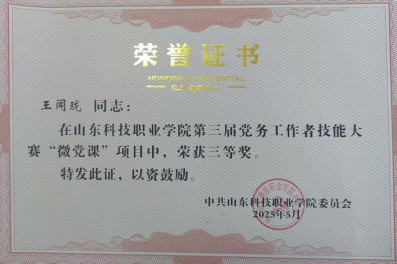 荣誉证书
王闻珑 同志：
在山东科技职业学院第三届党务工作者技能大
赛“微党课”项目中，荣获三等奖。
特发此证，以资鼓励。
中共山东科技职业学院委员会
2025年5月